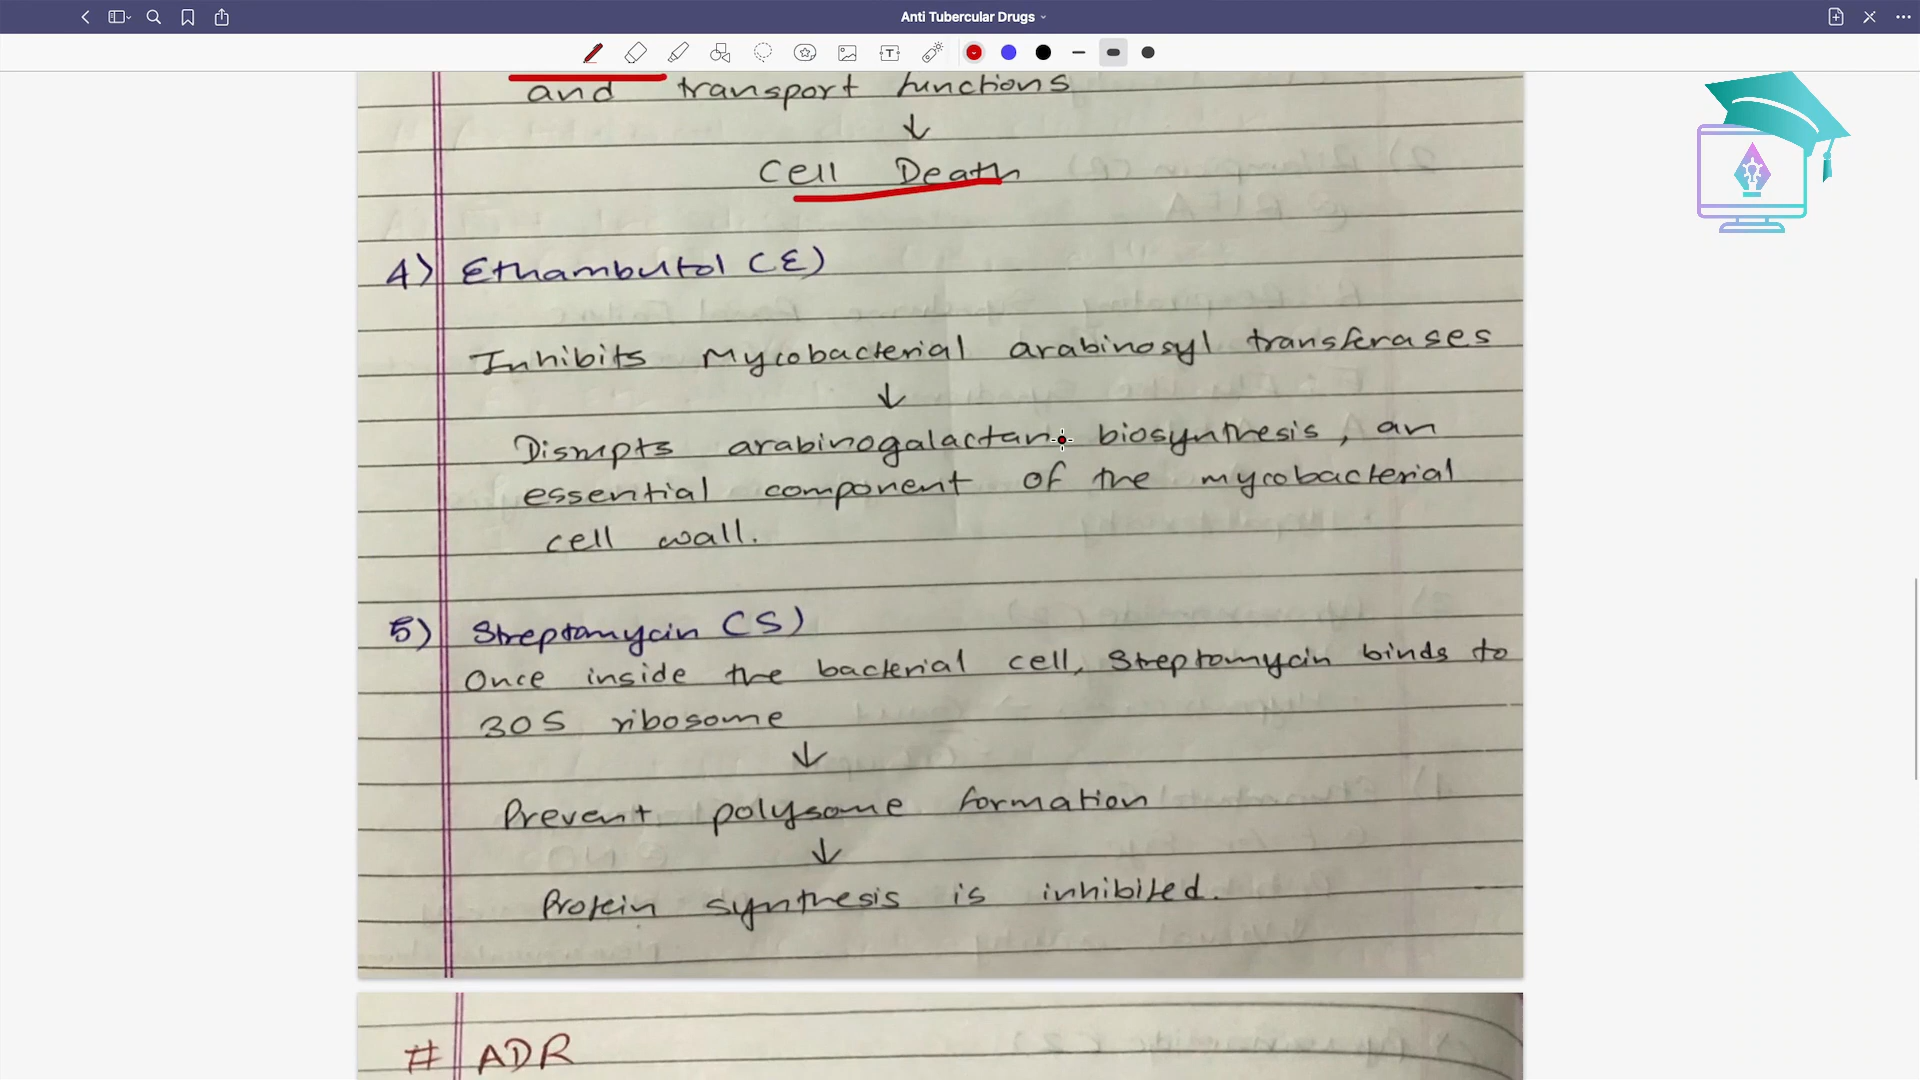 Anti Tubercular Drugs
and transport functions
↓
Cell Death
4) Ethambutol (E)
Inhibits Mycobacterial arabinosyl transferases
↓
Disrupts arabinogalactan biosynthesis, an
essential component of the mycobacterial
cell wall.
5) Streptomycin (S)
Once inside the bacterial cell, Streptomycin binds to
30S ribosome
↓
Prevent polysome formation
↓
Protein synthesis is inhibited.
# ADR